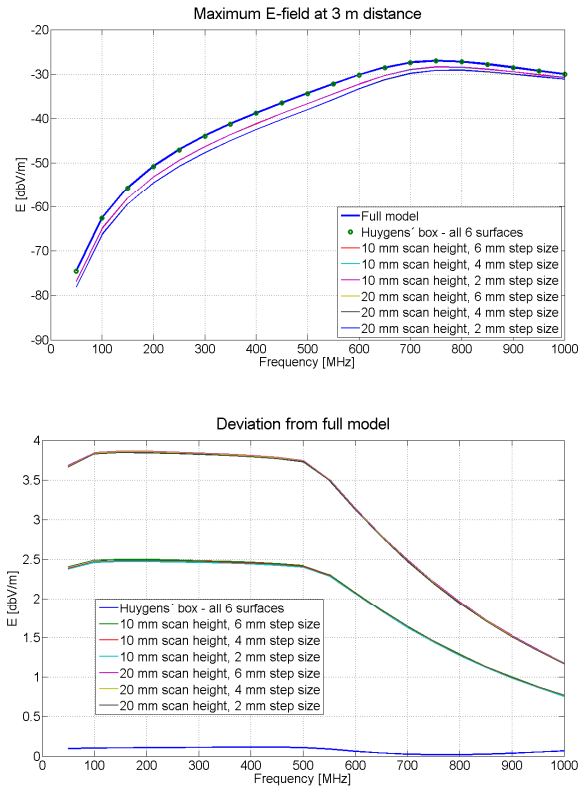 Maximum E-field at 3 m distance
-20
-30
-40
-50
-60
-70
-80
-90
E [dbV/m]
Full model
Huygens´ box - all 6 surfaces
10 mm scan height, 6 mm step size
10 mm scan height, 4 mm step size
10 mm scan height, 2 mm step size
20 mm scan height, 6 mm step size
20 mm scan height, 4 mm step size
20 mm scan height, 2 mm step size
0 100 200 300 400 500 600 700 800 900 1000
Frequency [MHz]
Deviation from full model
4
3.5
3
2.5
2
1.5
1
0.5
0
E [dbV/m]
Huygens´ box - all 6 surfaces
10 mm scan height, 6 mm step size
10 mm scan height, 4 mm step size
10 mm scan height, 2 mm step size
20 mm scan height, 6 mm step size
20 mm scan height, 4 mm step size
20 mm scan height, 2 mm step size
0 100 200 300 400 500 600 700 800 900 1000
Frequency [MHz]